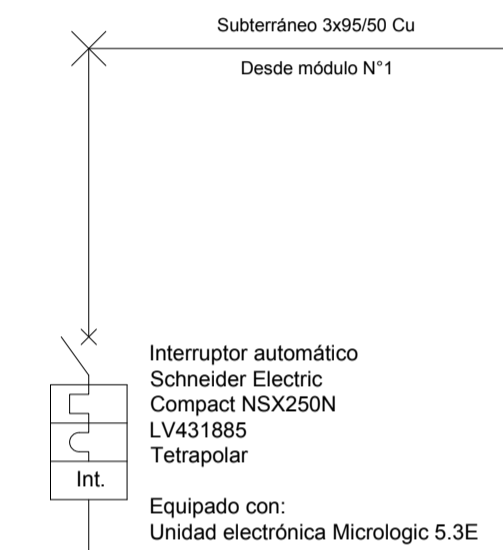 Subterráneo 3x95/50 Cu
Desde módulo N°1
Interruptor automático
Schneider Electric
Compact NSX250N
LV431885
Tetrapolar
Int.
Equipado con:
Unidad electrónica Micrologic 5.3E